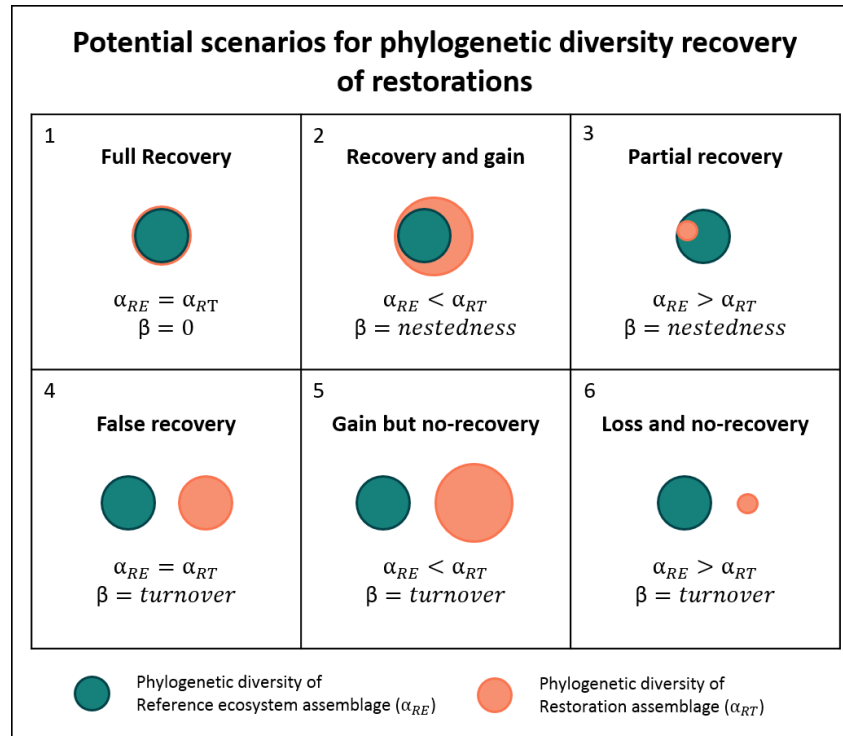 Potential scenarios for phylogenetic diversity recovery
of restorations
1
Full Recovery
α_RE = α_RT
β = 0
2
Recovery and gain
α_RE < α_RT
β = nestedness
3
Partial recovery
α_RE > α_RT
β = nestedness
4
False recovery
α_RE = α_RT
β = turnover
5
Gain but no-recovery
α_RE < α_RT
β = turnover
6
Loss and no-recovery
α_RE > α_RT
β = turnover
Phylogenetic diversity of
Reference ecosystem assemblage (α_RE)
Phylogenetic diversity of
Restoration assemblage (α_RT)